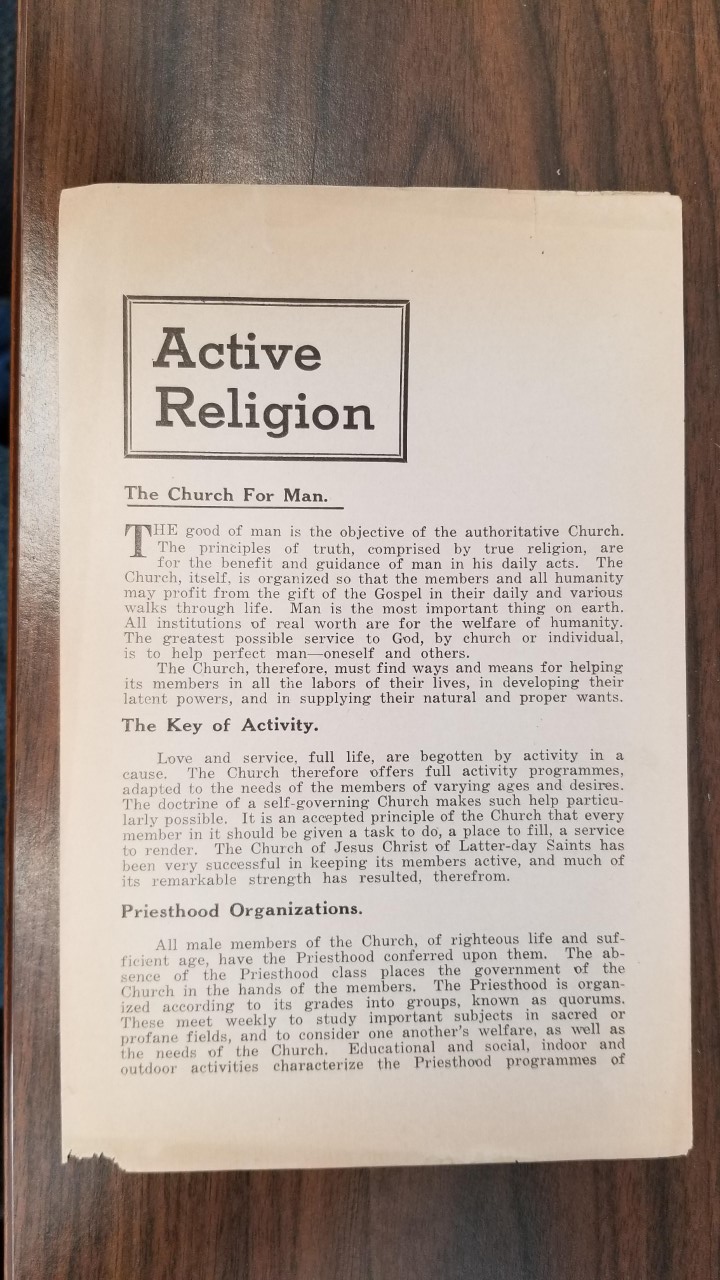 Active
Religion
The Church For Man.
THE good of man is the objective of the authoritative Church.
The principles of truth, comprised by true religion, are
for the benefit and guidance of man in his daily acts. The
Church, itself, is organized so that the members and all humanity
may profit from the gift of the Gospel in their daily and various
walks through life. Man is the most important thing on earth.
All institutions of real worth are for the welfare of humanity.
The greatest possible service to God, by church or individual,
is to help perfect man—oneself and others.
The Church, therefore, must find ways and means for helping
its members in all the labors of their lives, in developing their
latent powers, and in supplying their natural and proper wants.
The Key of Activity.
Love and service, full life, are begotten by activity in a
cause. The Church therefore offers full activity programmes,
adapted to the needs of the members of varying ages and desires.
The doctrine of a self-governing Church makes such help particu-
larly possible. It is an accepted principle of the Church that every
member in it should be given a task to do, a place to fill, a service
to render. The Church of Jesus Christ of Latter-day Saints has
been very successful in keeping its members active, and much of
its remarkable strength has resulted, therefrom.
Priesthood Organizations.
All male members of the Church, of righteous life and suf-
ficient age, have the Priesthood conferred upon them. The ab-
sence of the Priesthood class places the government of the
Church in the hands of the members. The Priesthood is organ-
ized according to its grades into groups, known as quorums.
These meet weekly to study important subjects in sacred or
profane fields, and to consider one another's welfare, as well as
the needs of the Church. Educational and social, indoor and
outdoor activities characterize the Priesthood programmes of